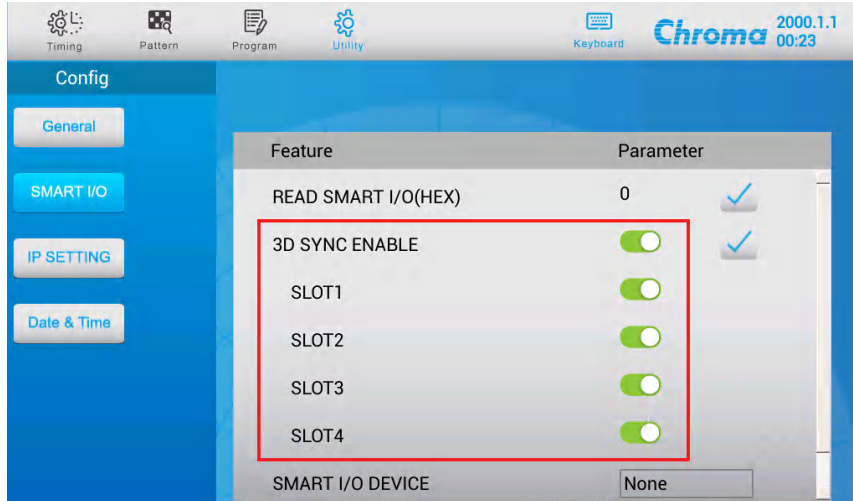 Timing
Pattern
Program
Utility
Keyboard
Chroma
2000.1.1
00:23
Config
General
SMART I/O
IP SETTING
Date & Time
Feature Parameter
READ SMART I/O(HEX) 0
3D SYNC ENABLE
SLOT1
SLOT2
SLOT3
SLOT4
SMART I/O DEVICE None